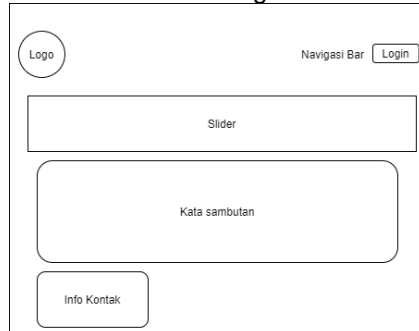 Logo
Navigasi Bar Login
Slider
Kata sambutan
Info Kontak